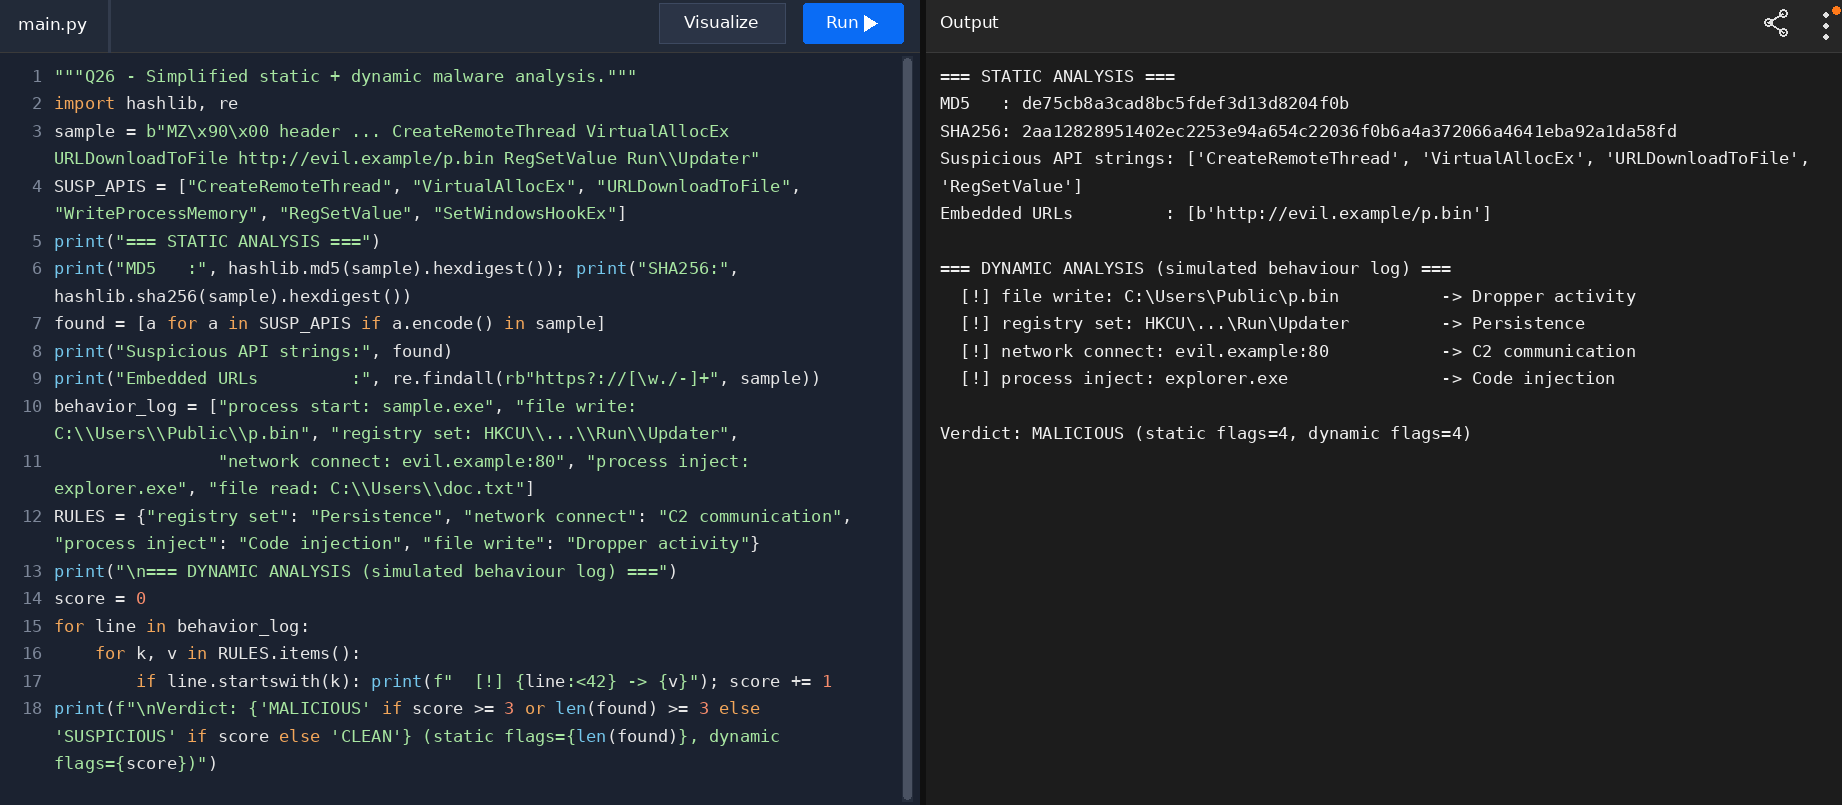 main.py
Visualize
Run
1 """Q26 - Simplified static + dynamic malware analysis."""
2 import hashlib, re
3 sample = b"MZ\x90\x00 header ... CreateRemoteThread VirtualAllocEx
URLDownloadToFile http://evil.example/p.bin RegSetValue Run\\Updater"
4 SUSP_APIS = ["CreateRemoteThread", "VirtualAllocEx", "URLDownloadToFile",
"WriteProcessMemory", "RegSetValue", "SetWindowsHookEx"]
5 print("=== STATIC ANALYSIS ===")
6 print("MD5   :", hashlib.md5(sample).hexdigest()); print("SHA256:",
hashlib.sha256(sample).hexdigest())
7 found = [a for a in SUSP_APIS if a.encode() in sample]
8 print("Suspicious API strings:", found)
9 print("Embedded URLs         :", re.findall(rb"https?://[\w./-]+", sample))
10 behavior_log = ["process start: sample.exe", "file write:
C:\\Users\\Public\\p.bin", "registry set: HKCU\\...\\Run\\Updater",
11                 "network connect: evil.example:80", "process inject:
explorer.exe", "file read: C:\\Users\\doc.txt"]
12 RULES = {"registry set": "Persistence", "network connect": "C2 communication",
"process inject": "Code injection", "file write": "Dropper activity"}
13 print("\n=== DYNAMIC ANALYSIS (simulated behaviour log) ===")
14 score = 0
15 for line in behavior_log:
16     for k, v in RULES.items():
17         if line.startswith(k): print(f"  [!] {line:<42} -> {v}"); score += 1
18 print(f"\nVerdict: {'MALICIOUS' if score >= 3 or len(found) >= 3 else
'SUSPICIOUS' if score else 'CLEAN'} (static flags={len(found)}, dynamic
flags={score})")
Output
=== STATIC ANALYSIS ===
MD5   : de75cb8a3cad8bc5fdef3d13d8204f0b
SHA256: 2aa12828951402ec2253e94a654c22036f0b6a4a372066a4641eba92a1da58fd
Suspicious API strings: ['CreateRemoteThread', 'VirtualAllocEx', 'URLDownloadToFile',
'RegSetValue']
Embedded URLs         : [b'http://evil.example/p.bin']
=== DYNAMIC ANALYSIS (simulated behaviour log) ===
  [!] file write: C:\Users\Public\p.bin          -> Dropper activity
  [!] registry set: HKCU\...\Run\Updater         -> Persistence
  [!] network connect: evil.example:80           -> C2 communication
  [!] process inject: explorer.exe               -> Code injection
Verdict: MALICIOUS (static flags=4, dynamic flags=4)